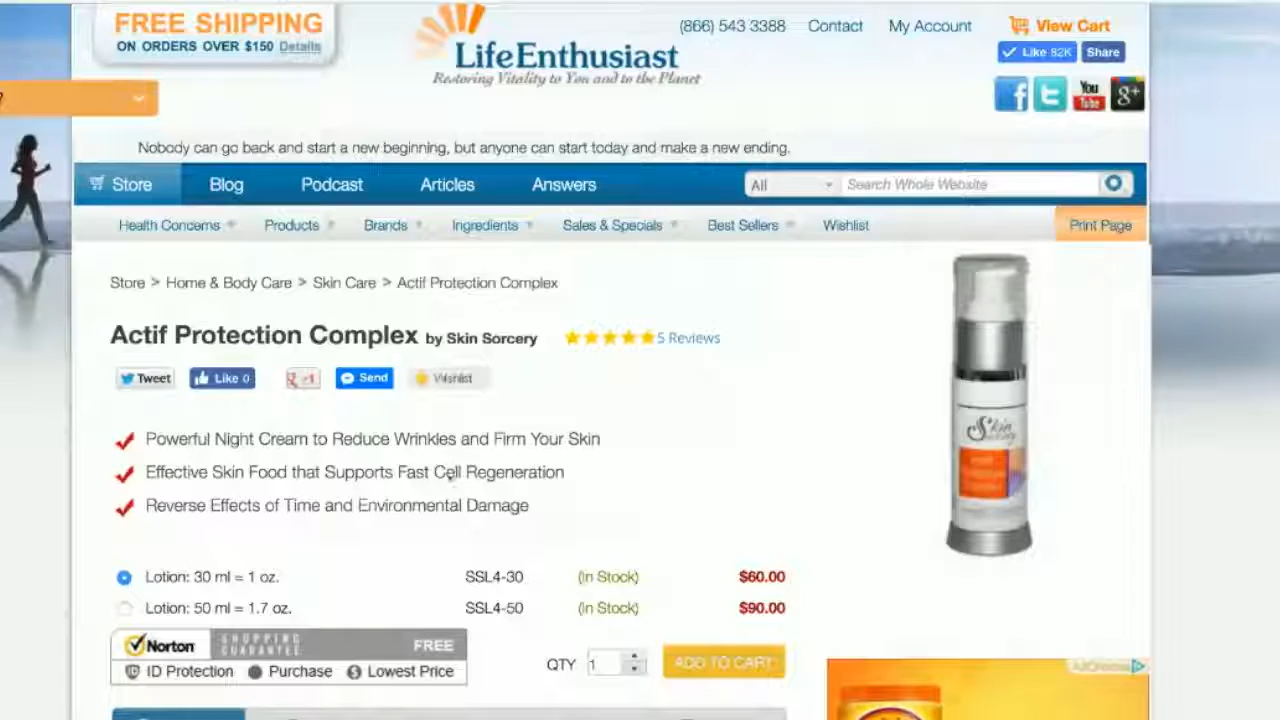 FREE SHIPPING
ON ORDERS OVER $150 Details
LifeEnthusiast
Restoring Vitality to You and to the Planet
(866) 543 3388 Contact My Account View Cart
Like 82K Share
You
Tube
g+
Nobody can go back and start a new beginning, but anyone can start today and make a new ending.
Store Blog Podcast Articles Answers All Search Whole Website
Health Concerns Products Brands Ingredients Sales & Specials Best Sellers Wishlist Print Page
Store > Home & Body Care > Skin Care > Actif Protection Complex
Actif Protection Complex by Skin Sorcery 5 Reviews
Tweet Like 0 +1 Send Wishlist
Powerful Night Cream to Reduce Wrinkles and Firm Your Skin
Effective Skin Food that Supports Fast Cell Regeneration
Reverse Effects of Time and Environmental Damage
Skin
Lotion: 30 ml = 1 oz. SSL4-30 (In Stock) $60.00
Lotion: 50 ml = 1.7 oz. SSL4-50 (In Stock) $90.00
Norton SHOPPING GUARANTEE FREE
ID Protection Purchase Lowest Price
QTY 1 ADD TO CART
AdChoices